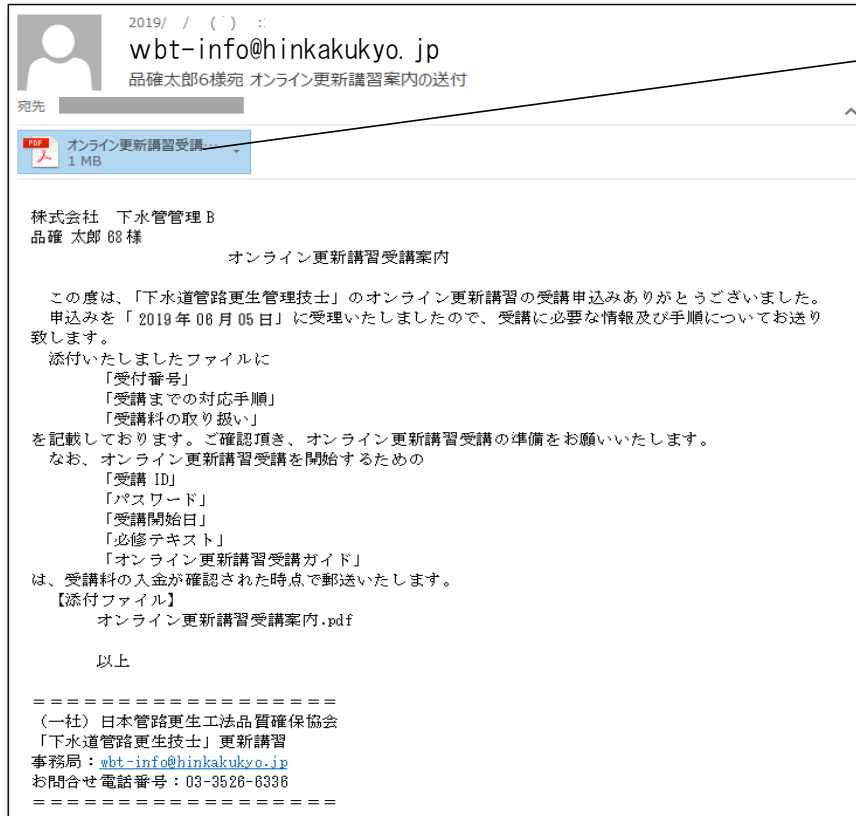 2019/ / ( ) :
wbt-info@hinkakukyo.jp
品確太郎6様宛 オンライン更新講習案内の送付
宛先
PDF オンライン更新講習受講…
1 MB
株式会社　下水管管理 B
品確 太郎 68 様
オンライン更新講習受講案内
この度は、「下水道管路更生管理技士」のオンライン更新講習の受講申込みありがとうございました。
申込みを「 2019 年 06 月 05 日」に受理いたしましたので、受講に必要な情報及び手順についてお送り
致します。
添付いたしましたファイルに
「受付番号」
「受講までの対応手順」
「受講料の取り扱い」
を記載しております。ご確認頂き、オンライン更新講習受講の準備をお願いいたします。
なお、オンライン更新講習受講を開始するための
「受講 ID」
「パスワード」
「受講開始日」
「必修テキスト」
「オンライン更新講習受講ガイド」
は、受講料の入金が確認された時点で郵送いたします。
【添付ファイル】
オンライン更新講習受講案内.pdf
以上
＝＝＝＝＝＝＝＝＝＝＝＝＝＝＝＝＝＝
（一社）日本管路更生工法品質確保協会
「下水道管路更生技士」更新講習
事務局：wbt-info@hinkakukyo.jp
お問合せ電話番号：03-3526-6336
＝＝＝＝＝＝＝＝＝＝＝＝＝＝＝＝＝＝